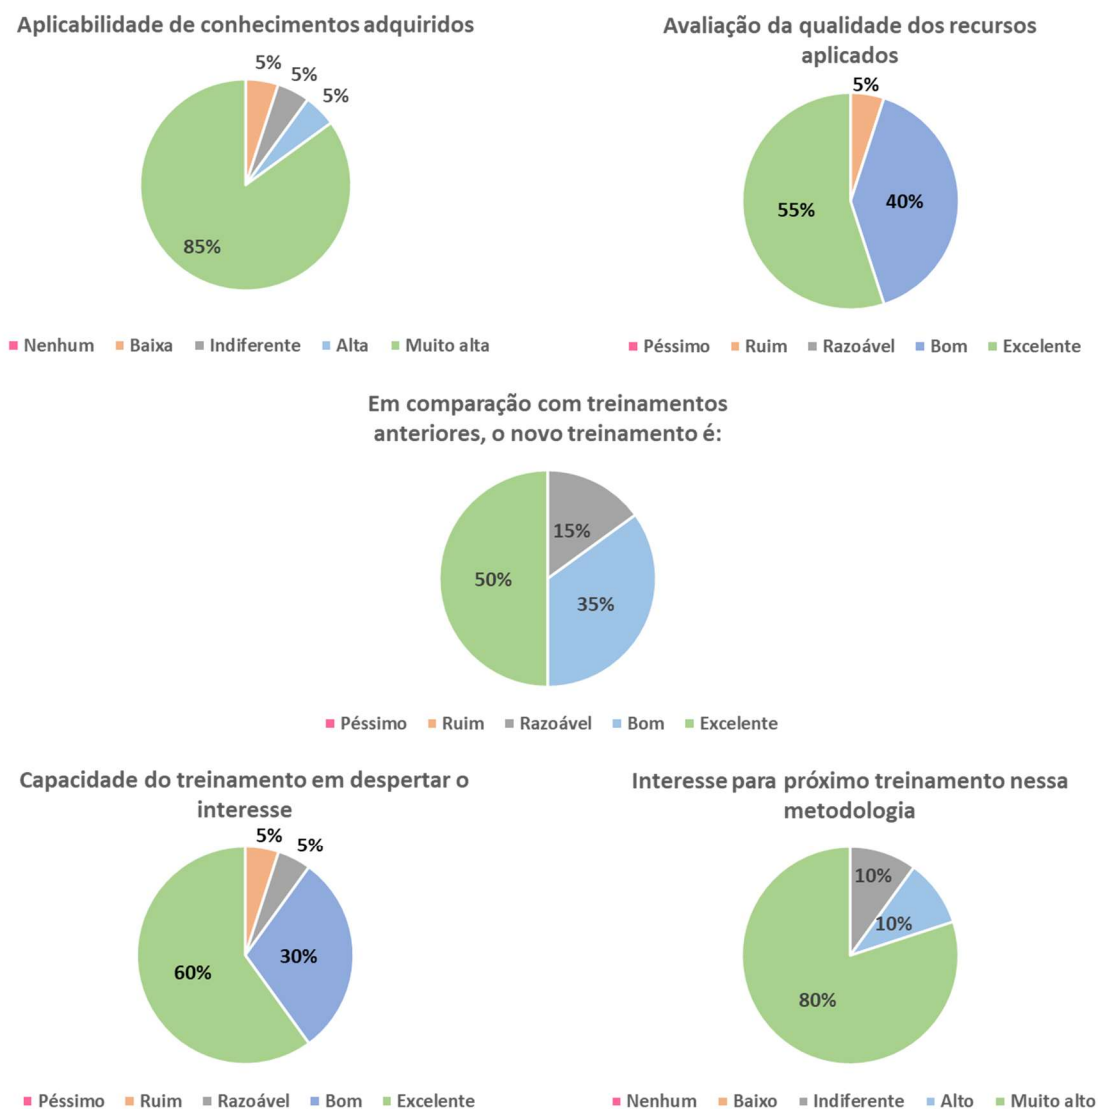 Aplicabilidade de conhecimentos adquiridos
5%
5%
5%
85%
Nenhum Baixa Indiferente Alta Muito alta
Avaliação da qualidade dos recursos
aplicados
5%
40%
55%
Péssimo Ruim Razoável Bom Excelente
Em comparação com treinamentos
anteriores, o novo treinamento é:
15%
50%
35%
Péssimo Ruim Razoável Bom Excelente
Capacidade do treinamento em despertar o
interesse
5%
5%
30%
60%
Péssimo Ruim Razoável Bom Excelente
Interesse para próximo treinamento nessa
metodologia
10%
10%
80%
Nenhum Baixo Indiferente Alto Muito alto